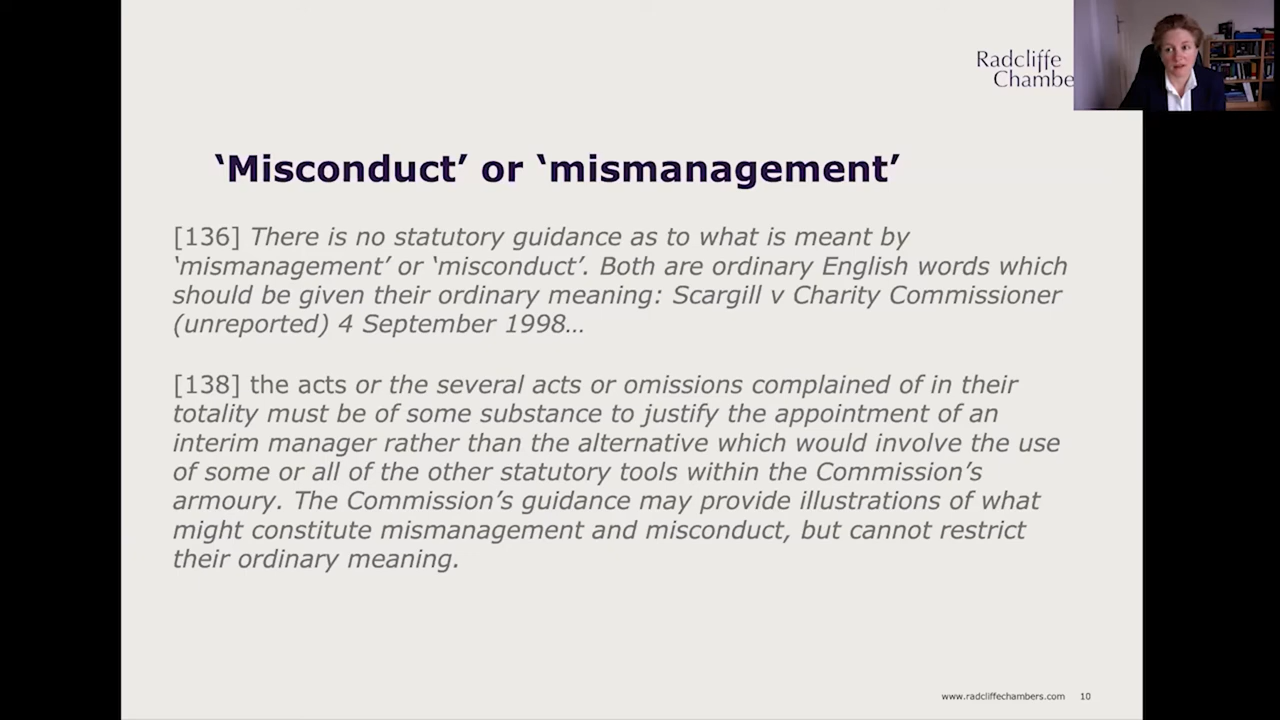 Radcliffe
Chambe
‘Misconduct’ or ‘mismanagement’
[136] There is no statutory guidance as to what is meant by
‘mismanagement’ or ‘misconduct’. Both are ordinary English words which
should be given their ordinary meaning: Scargill v Charity Commissioner
(unreported) 4 September 1998…
[138] the acts or the several acts or omissions complained of in their
totality must be of some substance to justify the appointment of an
interim manager rather than the alternative which would involve the use
of some or all of the other statutory tools within the Commission’s
armoury. The Commission’s guidance may provide illustrations of what
might constitute mismanagement and misconduct, but cannot restrict
their ordinary meaning.
www.radcliffechambers.com 10